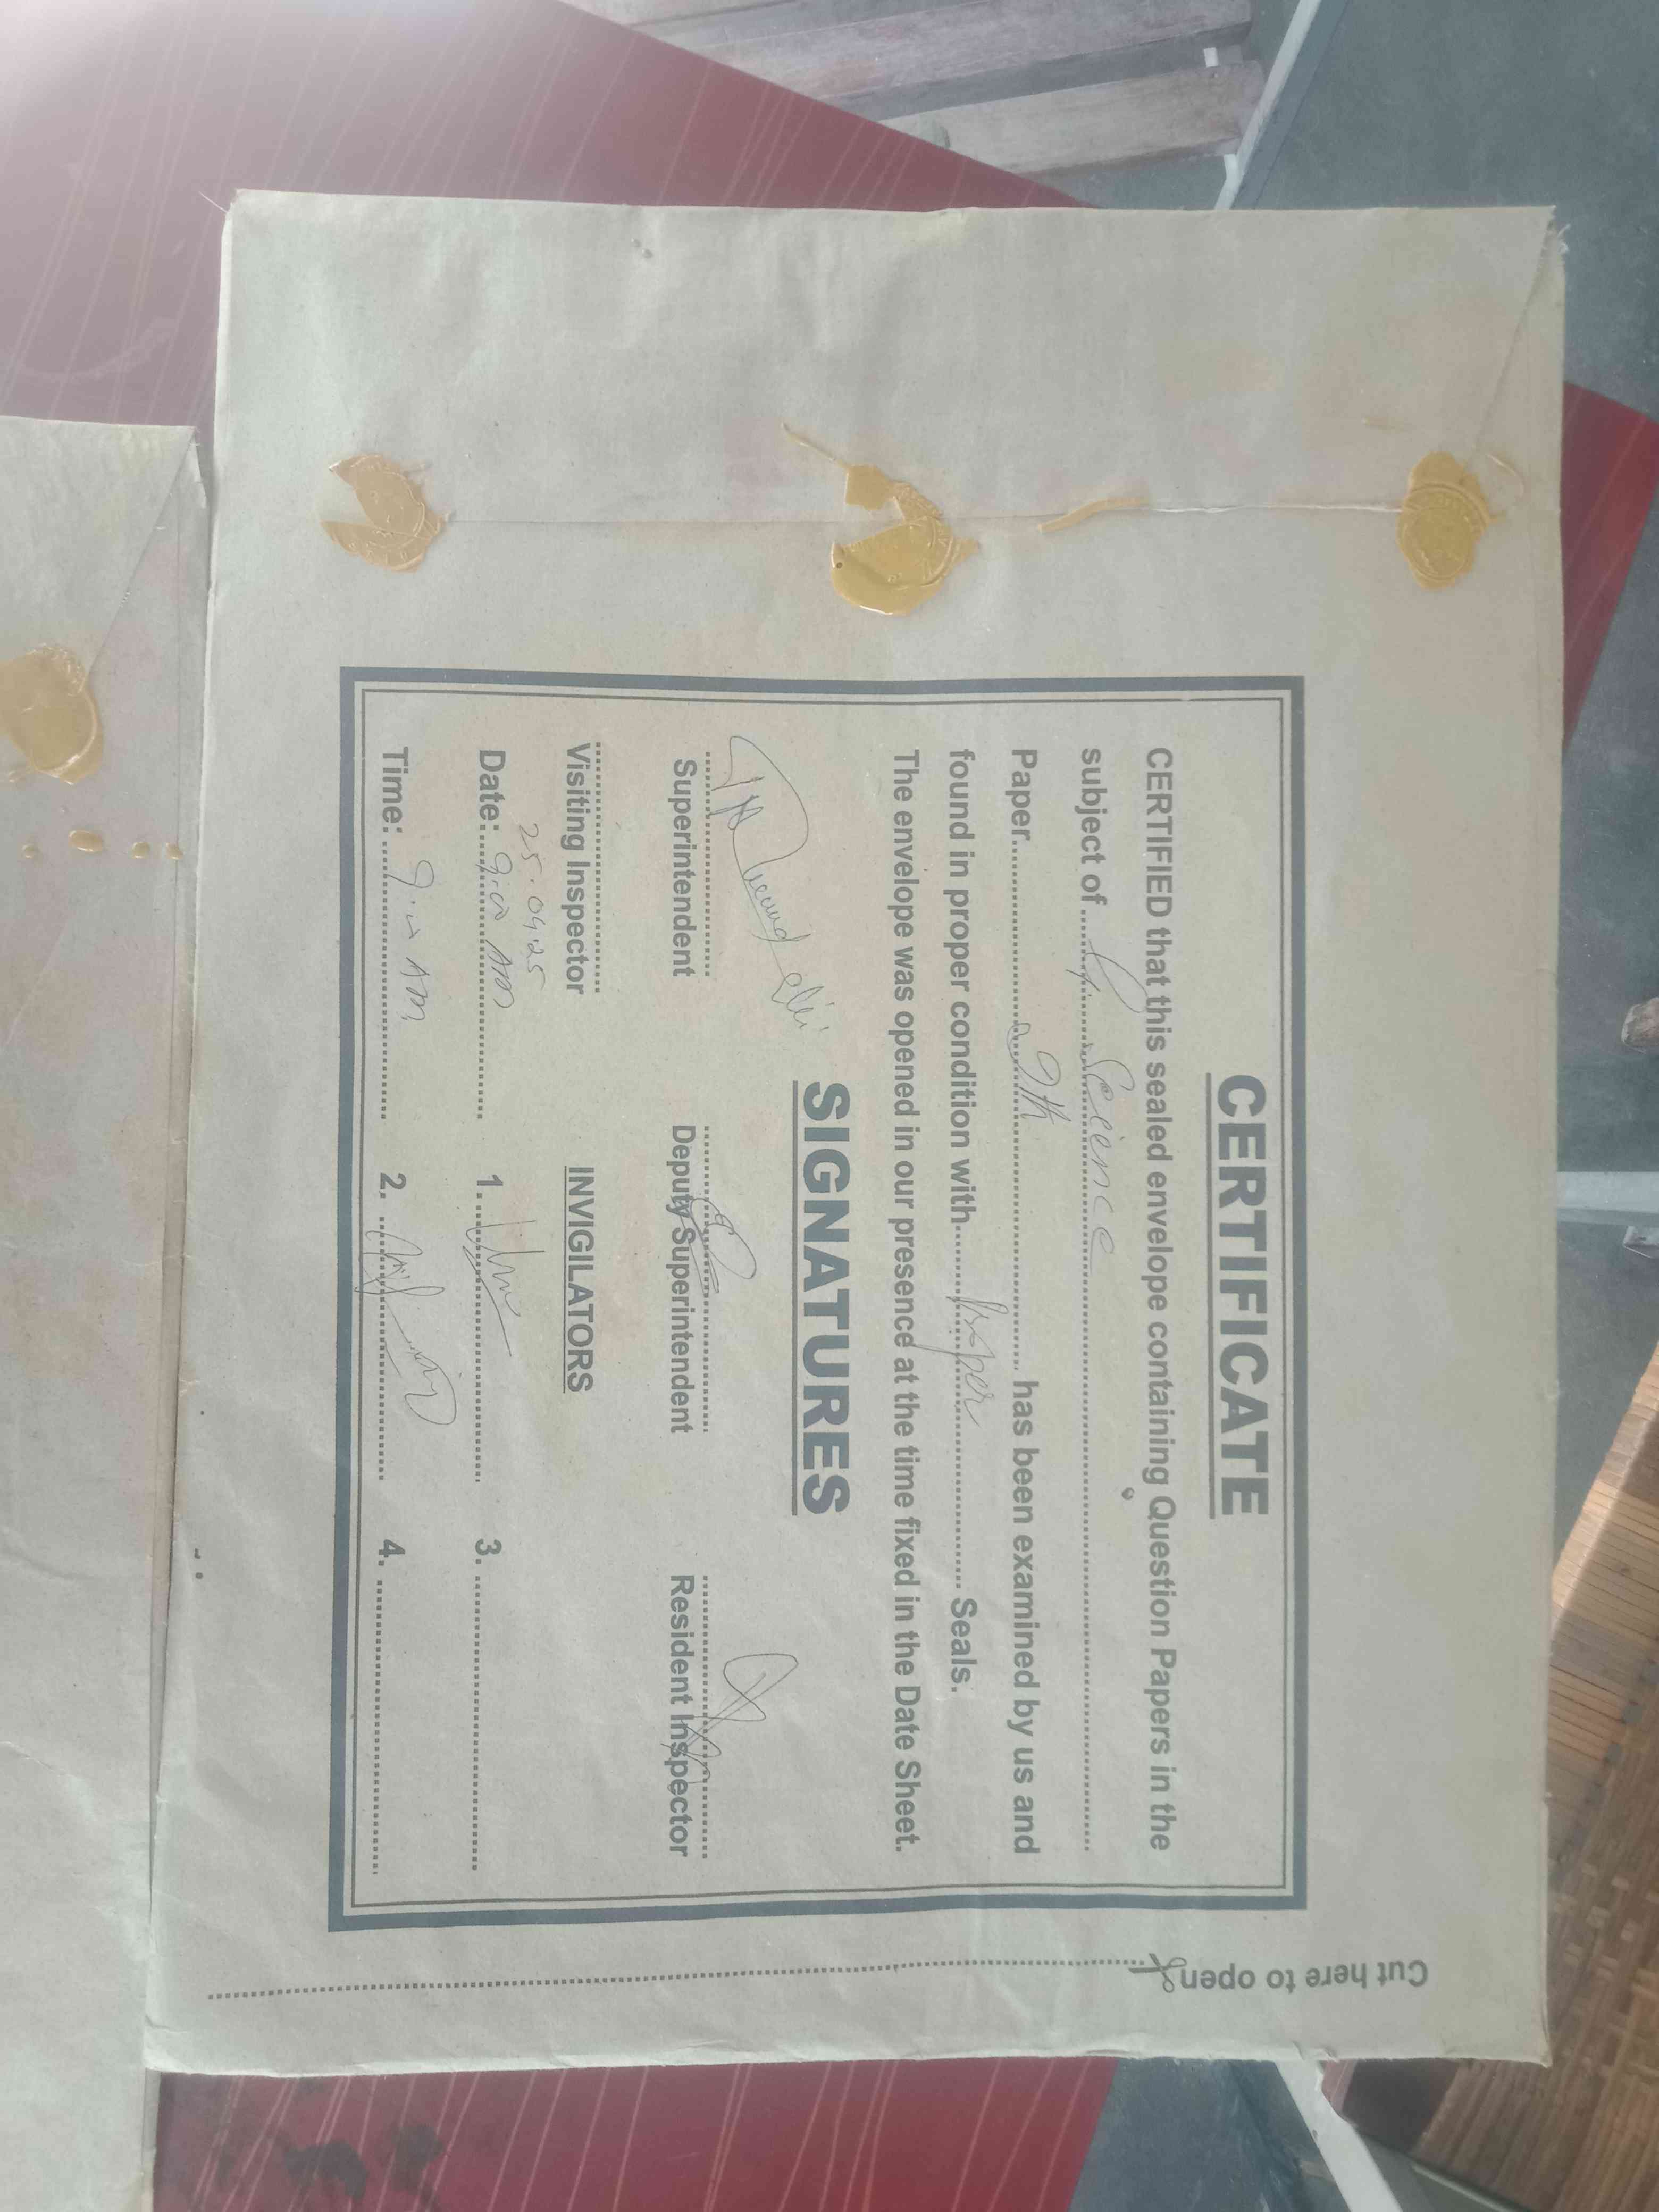 CERTIFICATE
CERTIFIED that this sealed envelope containing Question Papers in the
subject of .... G. Science ....
Paper .... 9th .... has been examined by us and
found in proper condition with .... proper .... Seals.
The envelope was opened in our presence at the time fixed in the Date Sheet.
SIGNATURES
Superintendent Deputy Superintendent Resident Inspector
Visiting Inspector INVIGILATORS
25.04.25
Date: 9:00 AM 1. 3.
Time: 9:00 AM 2. 4.
Cut here to open